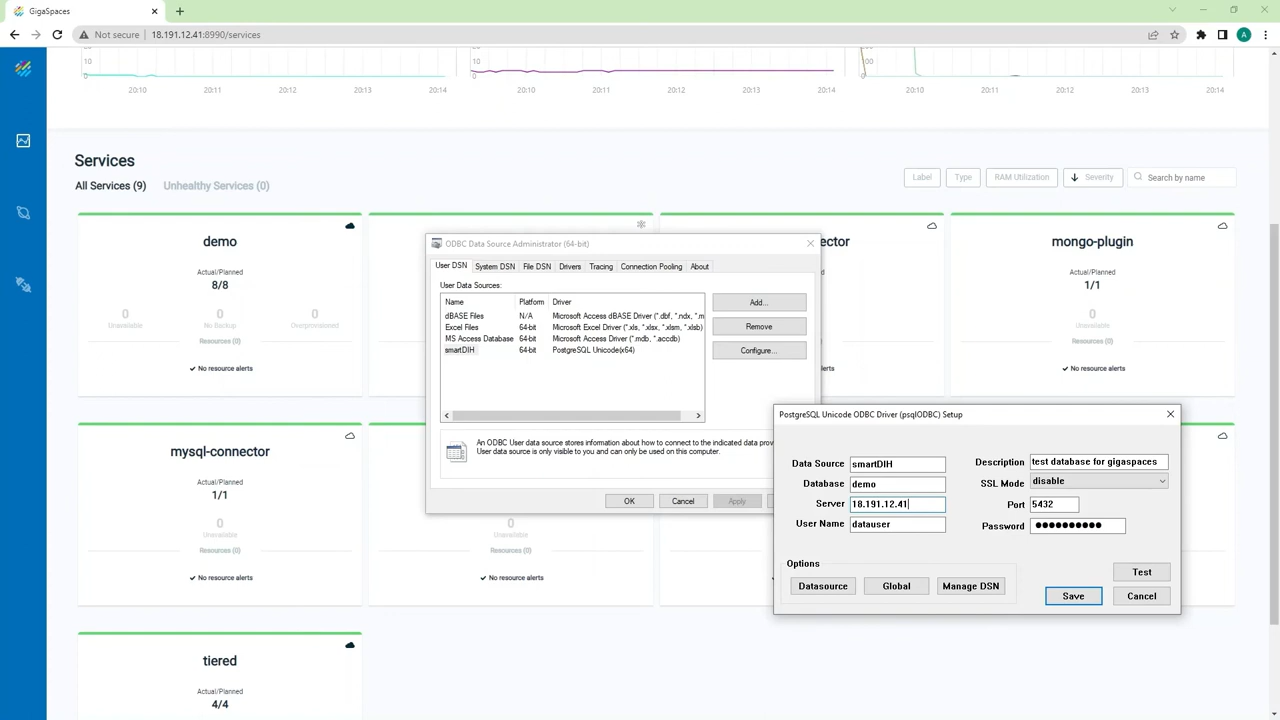 GigaSpaces
Not secure
18.191.12.41:8990/services
A
10
0
20:10
20:11
20:12
20:13
20:14
0
20:10
20:11
20:12
20:13
20:14
00
0
20:10
20:11
20:12
20:13
20:14
Services
All Services (9)
Unhealthy Services (0)
Label
Type
RAM Utilization
Severity
Search by name
demo
Actual/Planned
8/8
0
0
0
Unavailable
No Backup
Overprovisioned
Resources (0)
No resource alerts
ctor
lerts
mongo-plugin
Actual/Planned
1/1
0
Unavailable
Resources (0)
No resource alerts
ODBC Data Source Administrator (64-bit)
User DSN
System DSN
File DSN
Drivers
Tracing
Connection Pooling
About
User Data Sources:
Name
Platform
Driver
dBASE Files
N/A
Microsoft Access dBASE Driver (*.dbf, *.ndx, *.m
Excel Files
64-bit
Microsoft Excel Driver (*.xls, *.xlsx, *.xlsm, *.xlsb)
MS Access Database
64-bit
Microsoft Access Driver (*.mdb, *.accdb)
smartDIH
64-bit
PostgreSQL Unicode(x64)
Add...
Remove
Configure...
An ODBC User data source stores information about how to connect to the indicated data prov
User data source is only visible to you and can only be used on this computer.
OK
Cancel
Apply
PostgreSQL Unicode ODBC Driver (psqlODBC) Setup
Data Source
smartDIH
Description
test database for gigaspaces
Database
demo
SSL Mode
disable
Server
18.191.12.41
Port
5432
User Name
datauser
Password
Options
Datasource
Global
Manage DSN
Test
Save
Cancel
mysql-connector
Actual/Planned
1/1
0
Unavailable
Resources (0)
No resource alerts
0
Unavailable
Resources (0)
No resource alerts
tiered
Actual/Planned
4/4